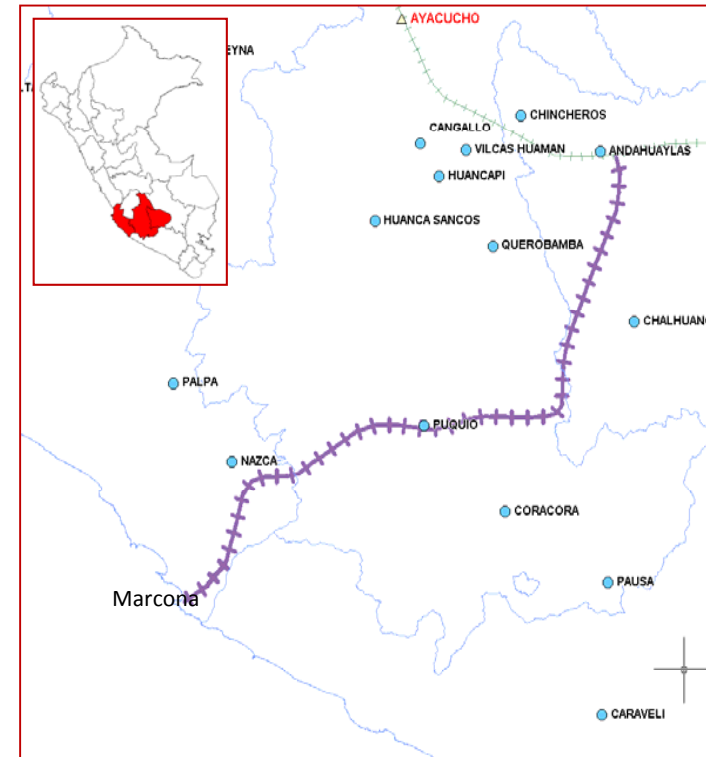 AYACUCHO
EYNA
CHINCHEROS
CANGALLO
VILCAS HUAMAN
ANDAHUAYLAS
HUANCAPI
HUANCA SANCOS
QUEROBAMBA
CHALHUANC
PALPA
PUQUIO
NAZCA
CORACORA
Marcona
PAUSA
CARAVELI